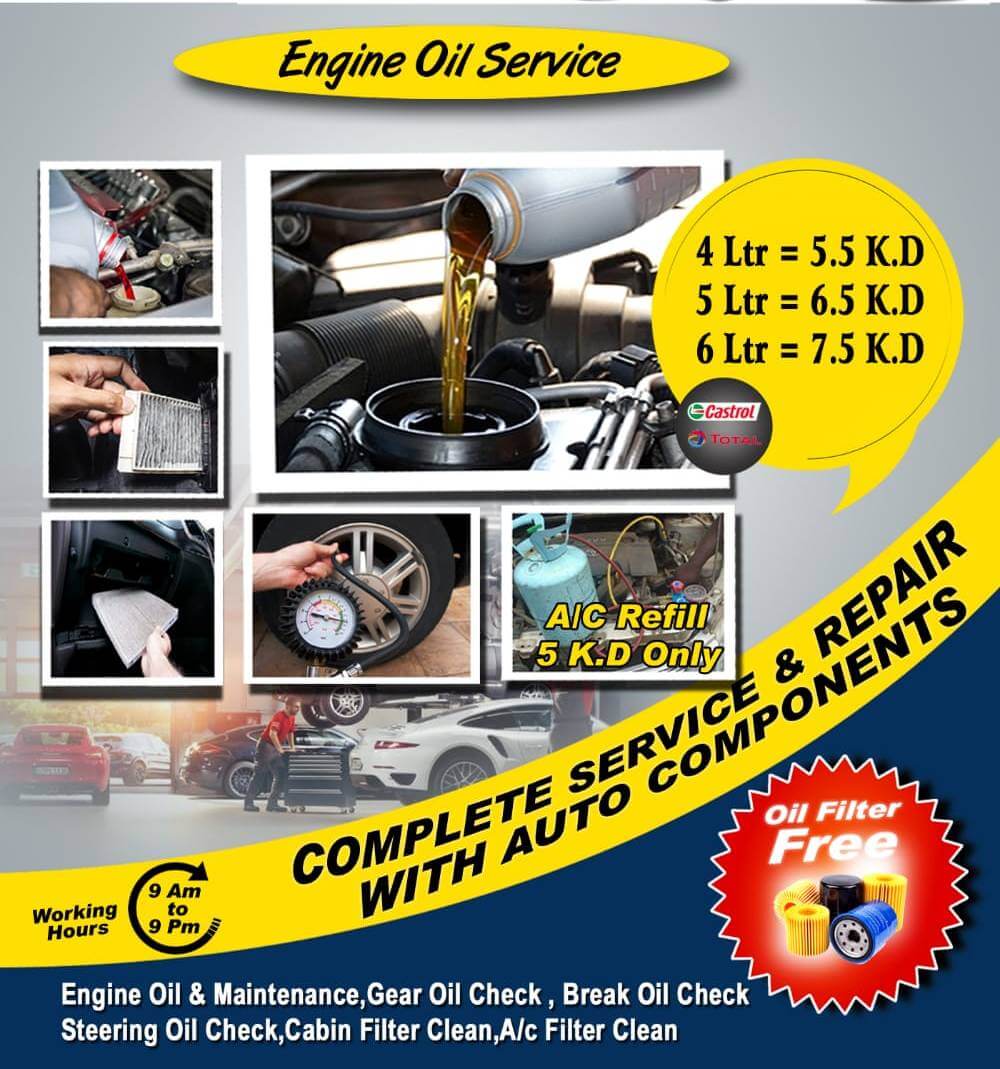 Engine Oil Service
4 Ltr = 5.5 K.D
5 Ltr = 6.5 K.D
6 Ltr = 7.5 K.D
Castrol
TOTAL
A/C Refill
5 K.D Only
COMPLETE SERVICE & REPAIR
WITH AUTO COMPONENTS
Oil Filter
Free
Working
Hours
9 Am
to
9 Pm
Engine Oil & Maintenance,Gear Oil Check , Break Oil Check
Steering Oil Check,Cabin Filter Clean,A/c Filter Clean